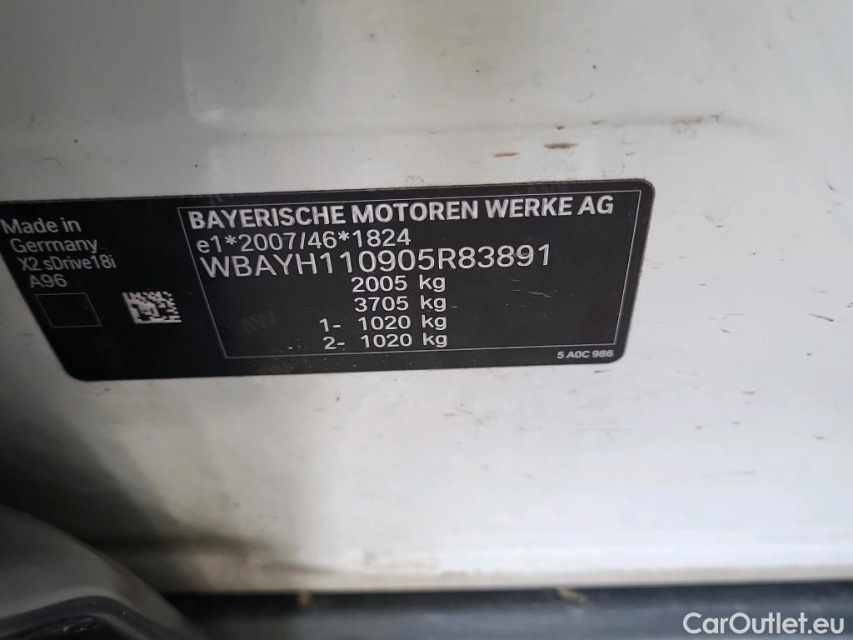 Made in
Germany
X2 sDrive18i
A96
BAYERISCHE MOTOREN WERKE AG
e1*2007/46*1824
WBAYH110905R83891
2005 kg
3705 kg
1- 1020 kg
2- 1020 kg
5 A0C 986
CarOutlet.eu